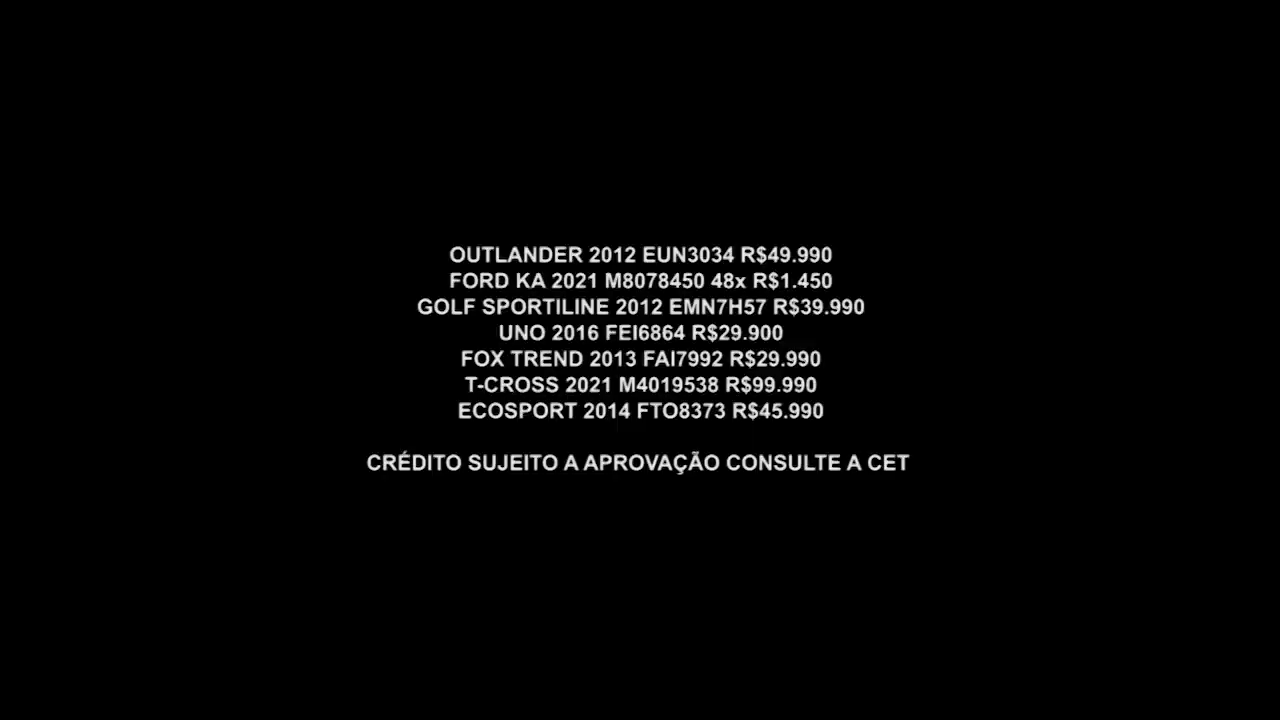 OUTLANDER 2012 EUN3034 R$49.990
FORD KA 2021 M8078450 48x R$1.450
GOLF SPORTILINE 2012 EMN7H57 R$39.990
UNO 2016 FEI6864 R$29.900
FOX TREND 2013 FAI7992 R$29.990
T-CROSS 2021 M4019538 R$99.990
ECOSPORT 2014 FTO8373 R$45.990
CRÉDITO SUJEITO A APROVAÇÃO CONSULTE A CET